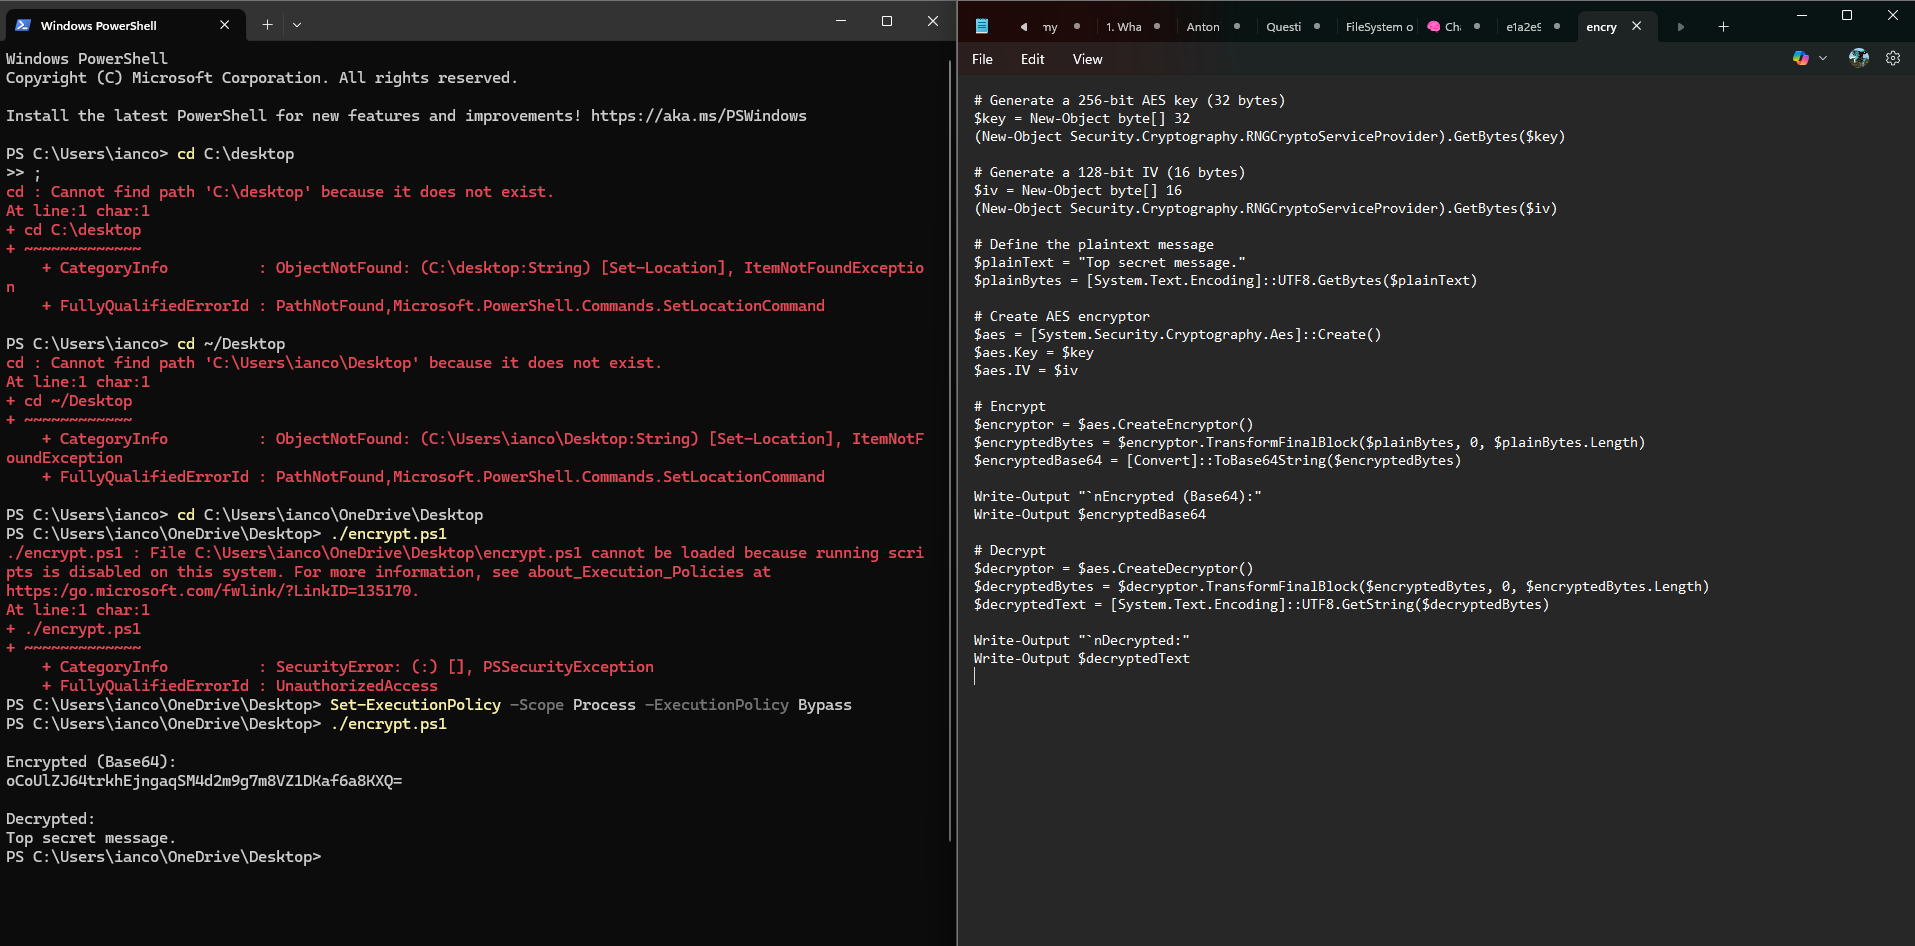 Windows PowerShell
Windows PowerShell
Copyright (C) Microsoft Corporation. All rights reserved.
Install the latest PowerShell for new features and improvements! https://aka.ms/PSWindows
PS C:\Users\ianco> cd C:\desktop
>> ;
cd : Cannot find path 'C:\desktop' because it does not exist.
At line:1 char:1
+ cd C:\desktop
+ ~~~~~~~~~~~~~
    + CategoryInfo          : ObjectNotFound: (C:\desktop:String) [Set-Location], ItemNotFoundExceptio
n
    + FullyQualifiedErrorId : PathNotFound,Microsoft.PowerShell.Commands.SetLocationCommand
PS C:\Users\ianco> cd ~/Desktop
cd : Cannot find path 'C:\Users\ianco\Desktop' because it does not exist.
At line:1 char:1
+ cd ~/Desktop
+ ~~~~~~~~~~~~
    + CategoryInfo          : ObjectNotFound: (C:\Users\ianco\Desktop:String) [Set-Location], ItemNotF
oundException
    + FullyQualifiedErrorId : PathNotFound,Microsoft.PowerShell.Commands.SetLocationCommand
PS C:\Users\ianco> cd C:\Users\ianco\OneDrive\Desktop
PS C:\Users\ianco\OneDrive\Desktop> ./encrypt.ps1
./encrypt.ps1 : File C:\Users\ianco\OneDrive\Desktop\encrypt.ps1 cannot be loaded because running scri
pts is disabled on this system. For more information, see about_Execution_Policies at
https:/go.microsoft.com/fwlink/?LinkID=135170.
At line:1 char:1
+ ./encrypt.ps1
+ ~~~~~~~~~~~~~
    + CategoryInfo          : SecurityError: (:) [], PSSecurityException
    + FullyQualifiedErrorId : UnauthorizedAccess
PS C:\Users\ianco\OneDrive\Desktop> Set-ExecutionPolicy -Scope Process -ExecutionPolicy Bypass
PS C:\Users\ianco\OneDrive\Desktop> ./encrypt.ps1
Encrypted (Base64):
oCoUlZJ64trkhEjngaqSM4d2m9g7m8VZ1DKaf6a8KXQ=
Decrypted:
Top secret message.
PS C:\Users\ianco\OneDrive\Desktop>
my
1. Wha
Anton
Questi
FileSystem o
Ch
e1a2e9
encry
File Edit View
# Generate a 256-bit AES key (32 bytes)
$key = New-Object byte[] 32
(New-Object Security.Cryptography.RNGCryptoServiceProvider).GetBytes($key)
# Generate a 128-bit IV (16 bytes)
$iv = New-Object byte[] 16
(New-Object Security.Cryptography.RNGCryptoServiceProvider).GetBytes($iv)
# Define the plaintext message
$plainText = "Top secret message."
$plainBytes = [System.Text.Encoding]::UTF8.GetBytes($plainText)
# Create AES encryptor
$aes = [System.Security.Cryptography.Aes]::Create()
$aes.Key = $key
$aes.IV = $iv
# Encrypt
$encryptor = $aes.CreateEncryptor()
$encryptedBytes = $encryptor.TransformFinalBlock($plainBytes, 0, $plainBytes.Length)
$encryptedBase64 = [Convert]::ToBase64String($encryptedBytes)
Write-Output "`nEncrypted (Base64):"
Write-Output $encryptedBase64
# Decrypt
$decryptor = $aes.CreateDecryptor()
$decryptedBytes = $decryptor.TransformFinalBlock($encryptedBytes, 0, $encryptedBytes.Length)
$decryptedText = [System.Text.Encoding]::UTF8.GetString($decryptedBytes)
Write-Output "`nDecrypted:"
Write-Output $decryptedText